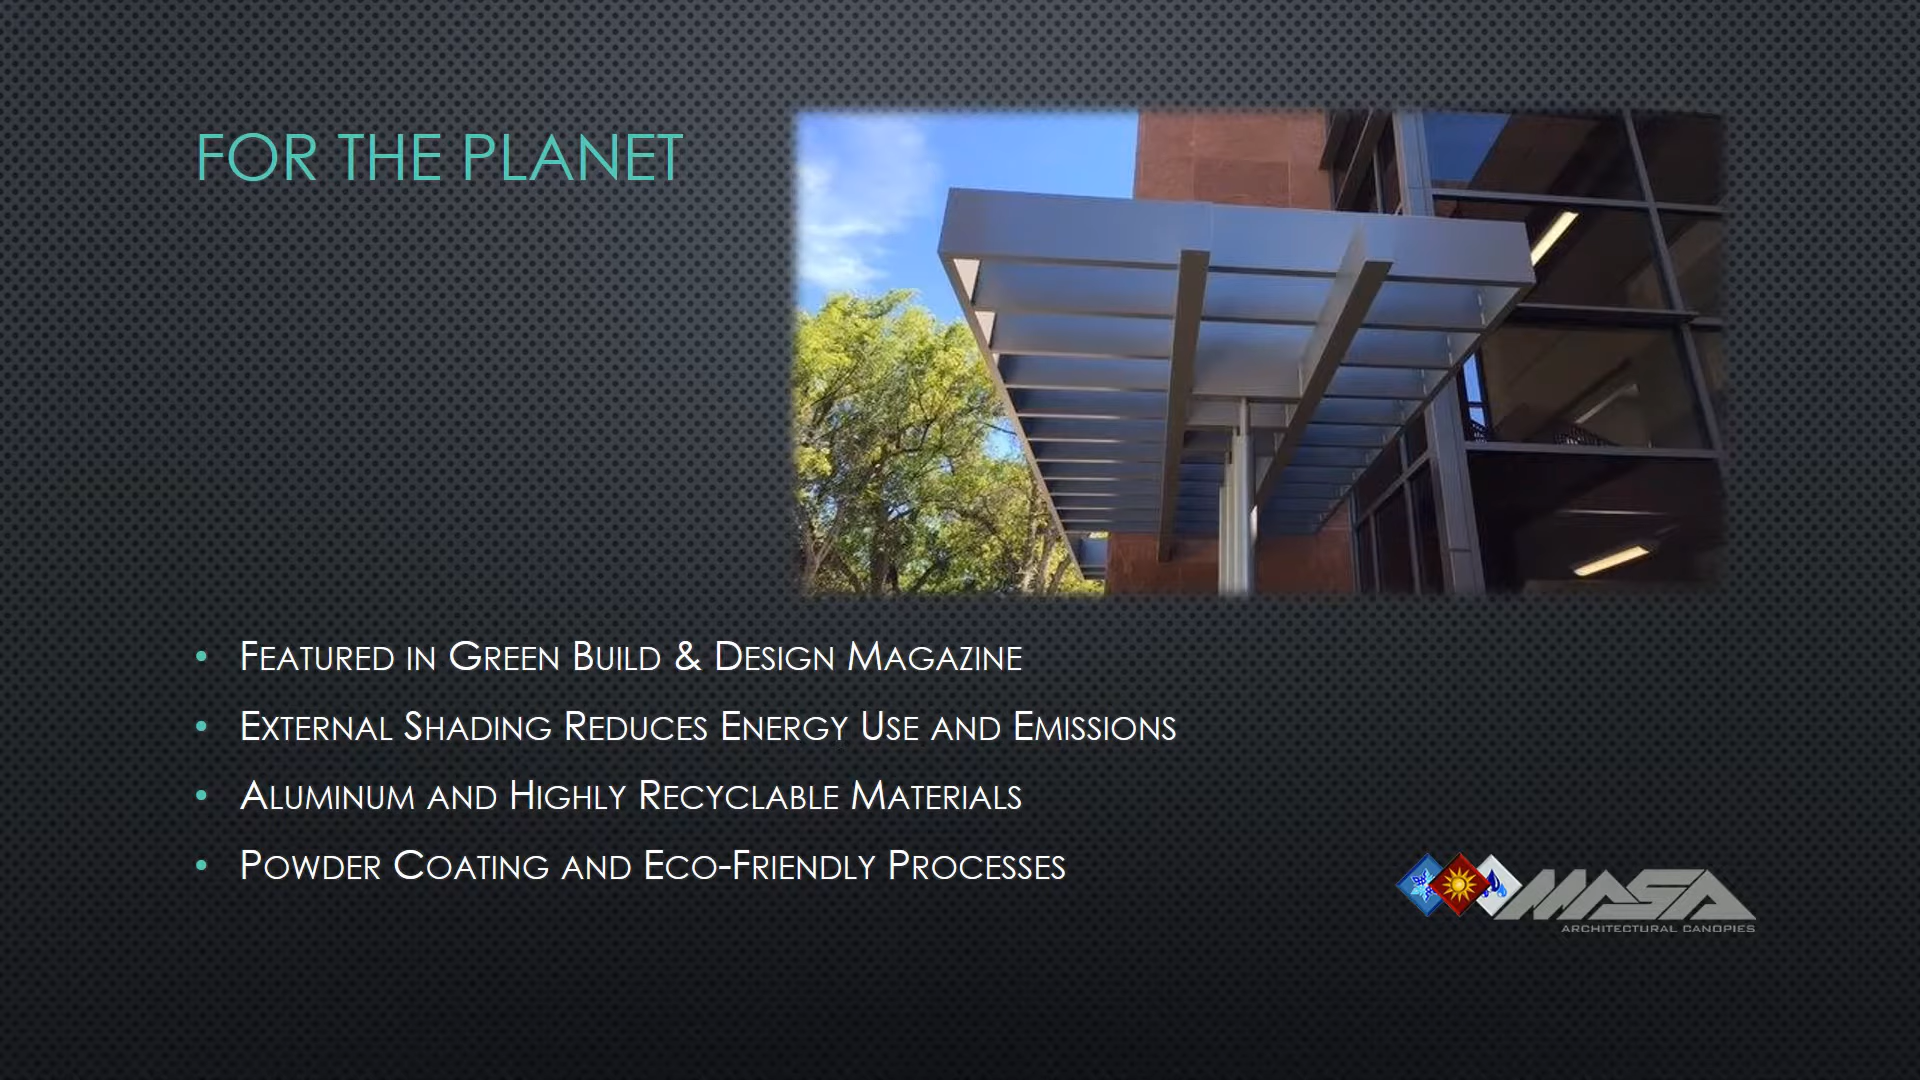 FOR THE PLANET
• FEATURED IN GREEN BUILD & DESIGN MAGAZINE
• EXTERNAL SHADING REDUCES ENERGY USE AND EMISSIONS
• ALUMINUM AND HIGHLY RECYCLABLE MATERIALS
• POWDER COATING AND ECO-FRIENDLY PROCESSES
MASA
ARCHITECTURAL CANOPIES